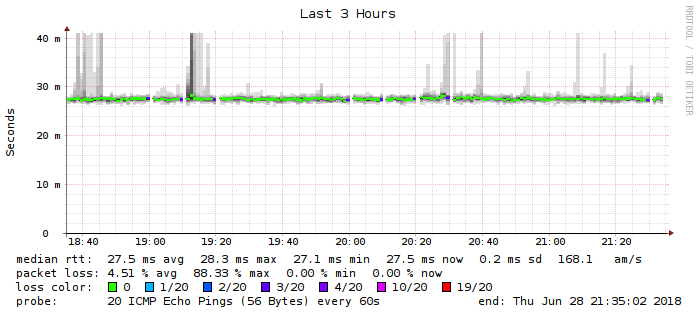 Last 3 Hours
RRDTOOL / TOBI OETIKER
Seconds
40 m
30 m
20 m
10 m
0
18:40 19:00 19:20 19:40 20:00 20:20 20:40 21:00 21:20
median rtt: 27.5 ms avg 28.3 ms max 27.1 ms min 27.5 ms now 0.2 ms sd 168.1 am/s
packet loss: 4.51 % avg 88.33 % max 0.00 % min 0.00 % now
loss color: 0 1/20 2/20 3/20 4/20 10/20 19/20
probe: 20 ICMP Echo Pings (56 Bytes) every 60s end: Thu Jun 28 21:35:02 2018